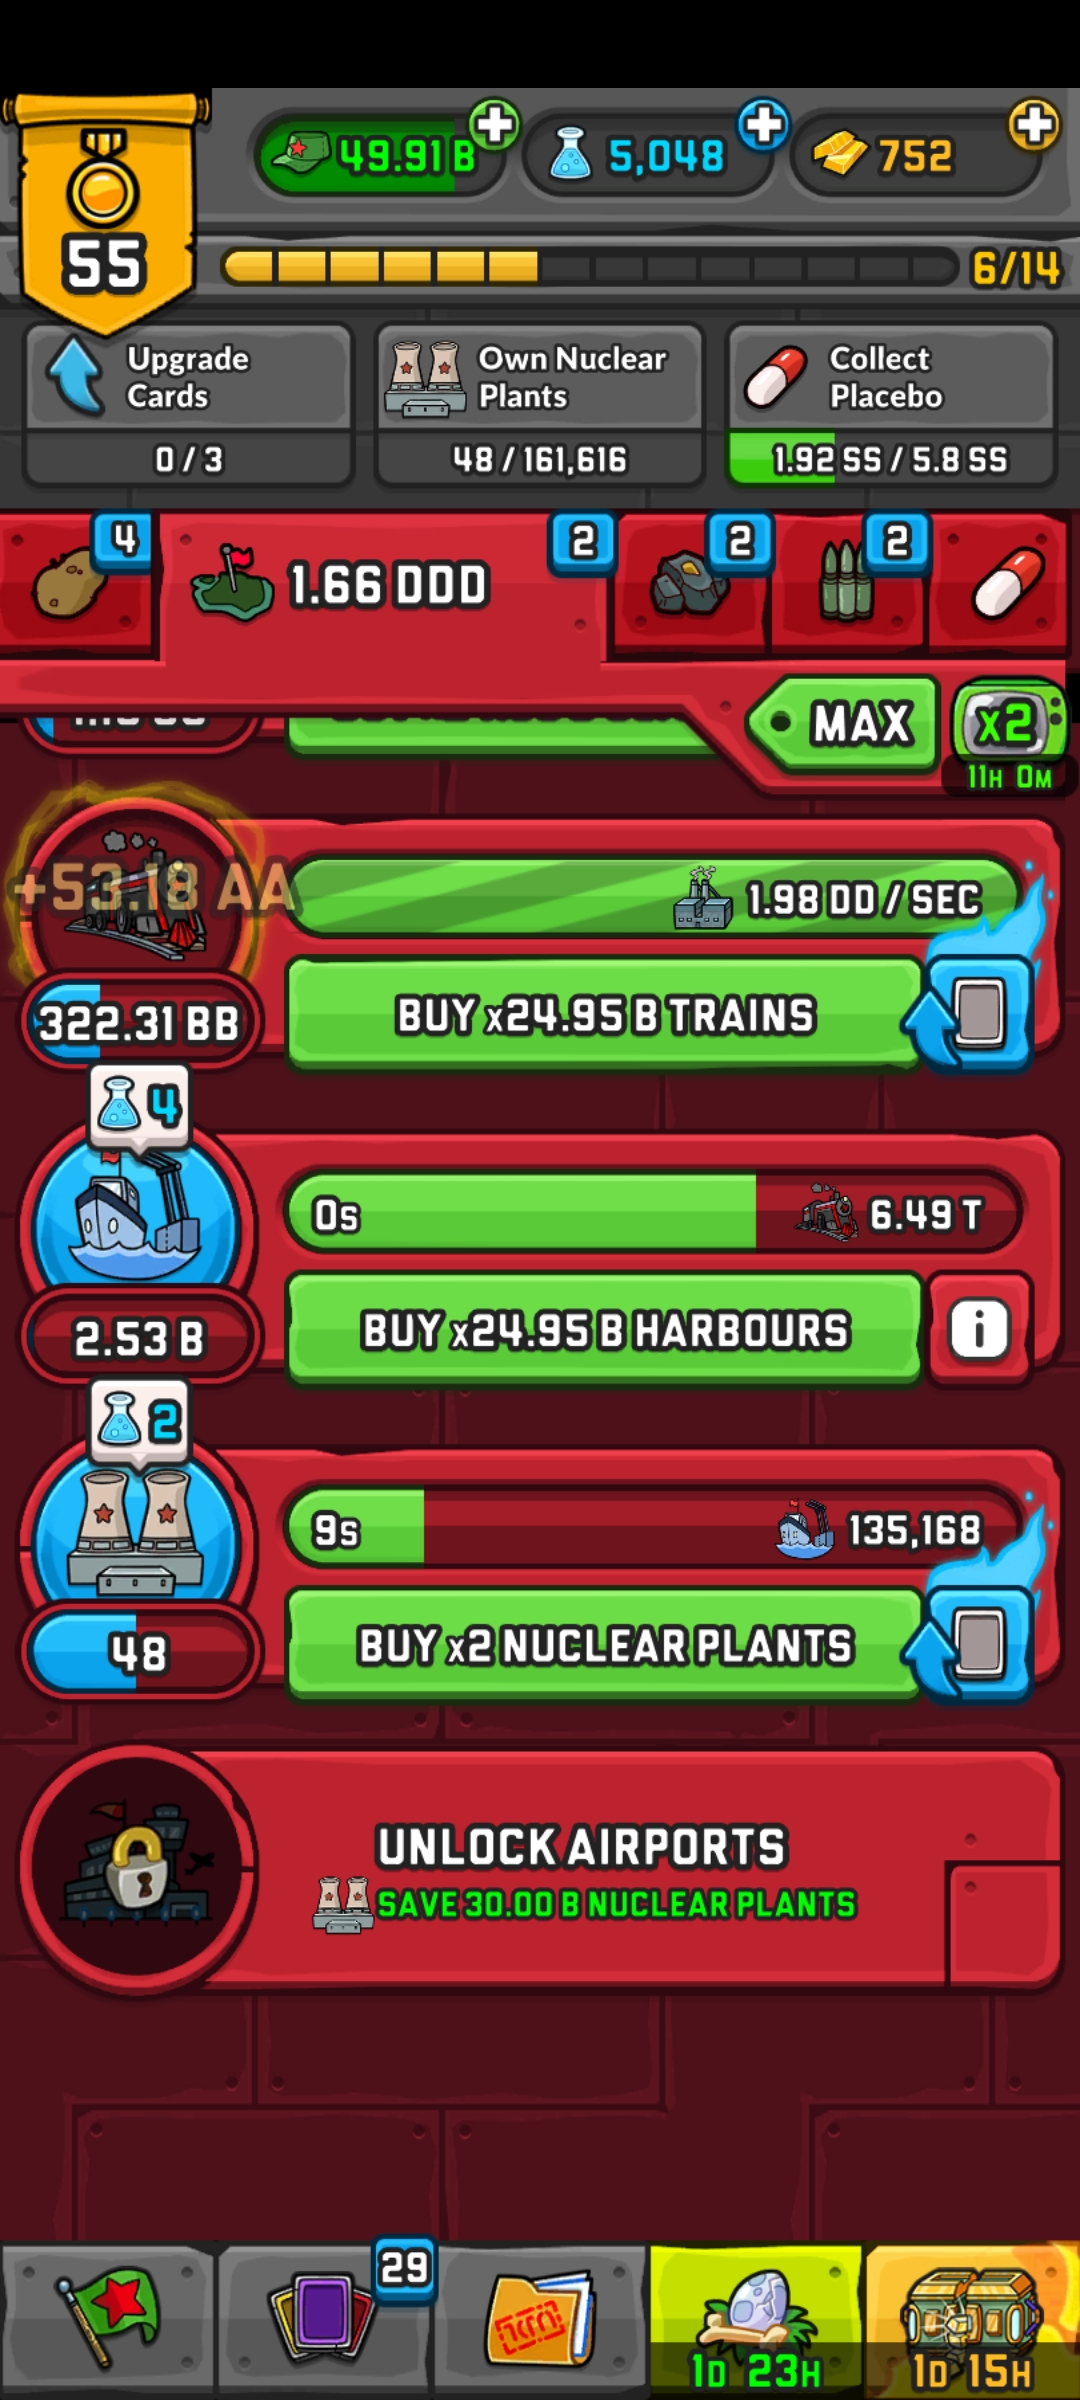 55
49.91 B
5,048
752
6/14
Upgrade
Cards
0 / 3
Own Nuclear
Plants
48 / 161,616
Collect
Placebo
1.92 SS / 5.8 SS
4
1.66 DDD
2
2
2
MAX
X2
11H 0M
+53.18 AA
1.98 DD / SEC
322.31 BB
BUY x24.95 B TRAINS
4
0s
6.49 T
2.53 B
BUY x24.95 B HARBOURS
i
2
9s
135,168
48
BUY x2 NUCLEAR PLANTS
UNLOCK AIRPORTS
SAVE 30.00 B NUCLEAR PLANTS
29
1D 23H
1D 15H